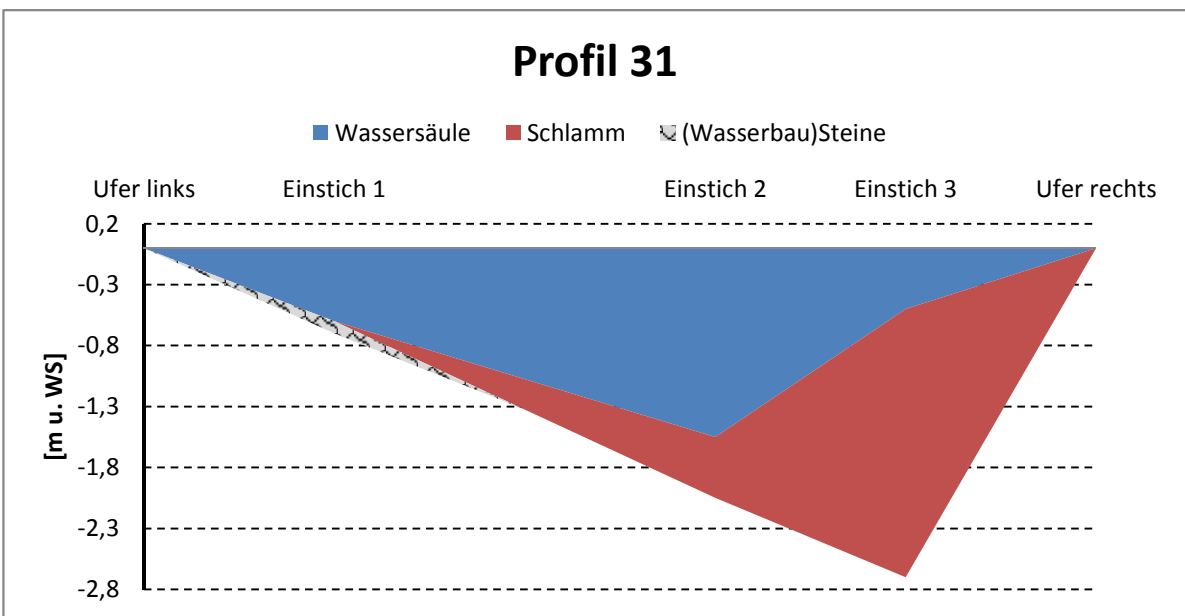 Profil 31
Wassersäule Schlamm (Wasserbau)Steine
Ufer links Einstich 1 Einstich 2 Einstich 3 Ufer rechts
0,2
-0,3
-0,8
-1,3
-1,8
-2,3
-2,8
[m u. WS]